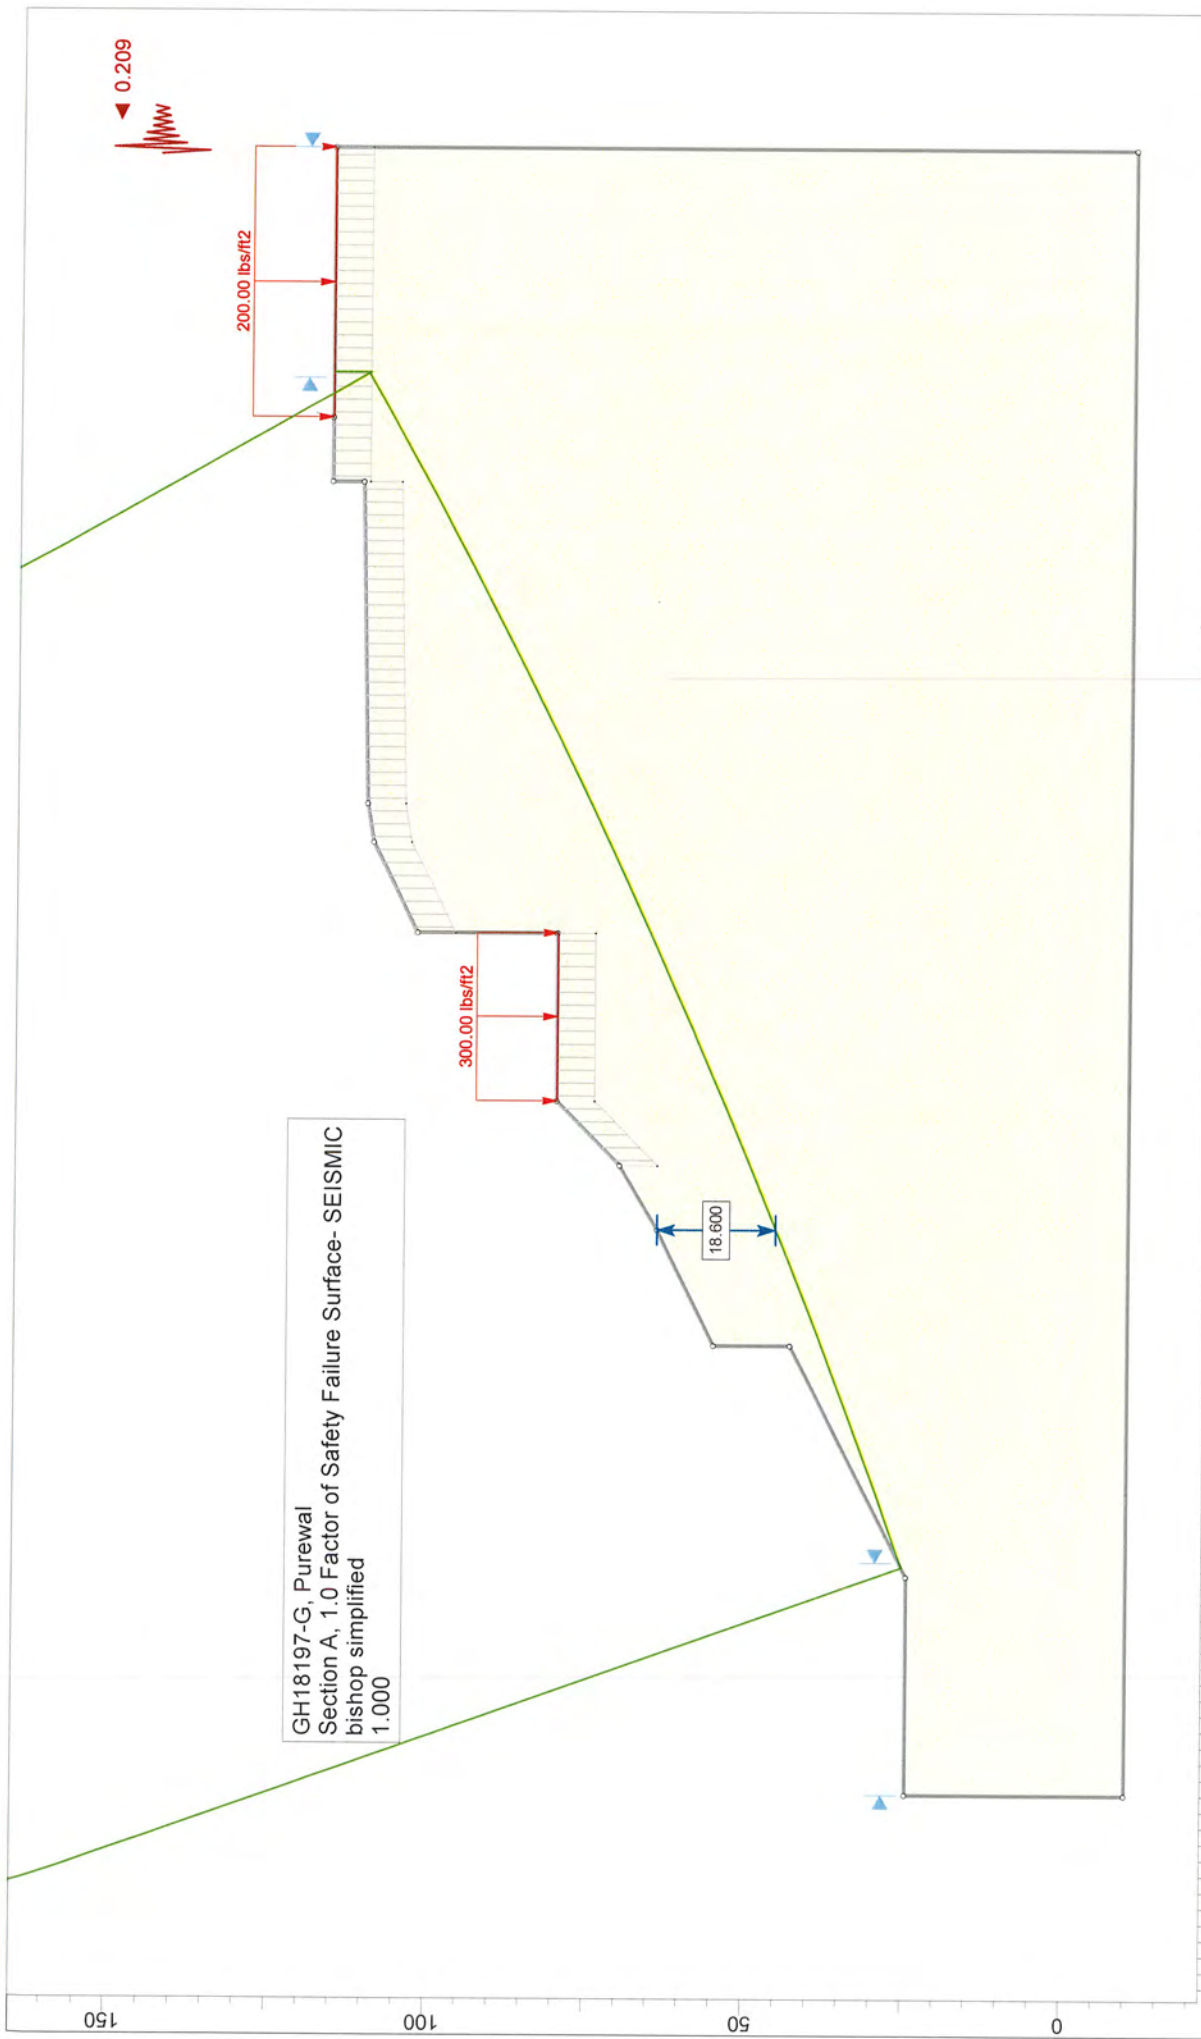 0.209
200.00 lbs/ft2
300.00 lbs/ft2
GH18197-G, Purewal
Section A, 1.0 Factor of Safety Failure Surface- SEISMIC
bishop simplified
1.000
18.600
150
100
50
0